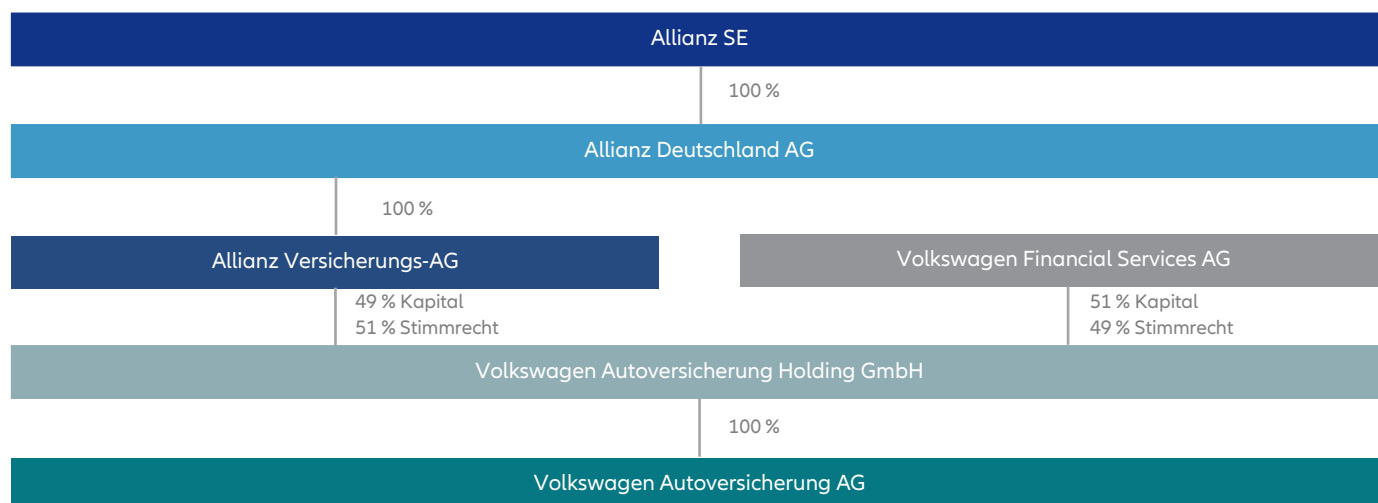 Allianz SE
100 %
Allianz Deutschland AG
100 %
Allianz Versicherungs-AG
Volkswagen Financial Services AG
49 % Kapital
51 % Stimmrecht
51 % Kapital
49 % Stimmrecht
Volkswagen Autoversicherung Holding GmbH
100 %
Volkswagen Autoversicherung AG